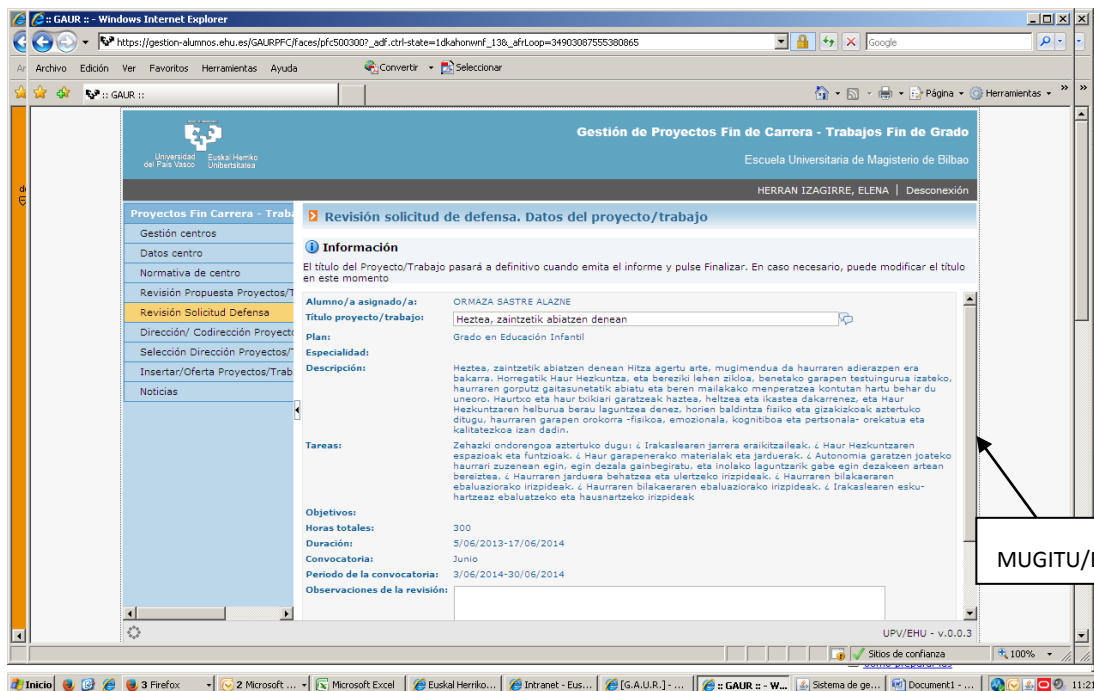 :: GAUR :: - Windows Internet Explorer
https://gestion-alumnos.ehu.es/GAURPFC/faces/pfc500300?_adf.ctrl-state=1dkahonwnf_13&_afrLoop=34903087555380865
Google
Archivo Edición Ver Favoritos Herramientas Ayuda Convertir Seleccionar
:: GAUR ::
Página Herramientas
Universidad del País Vasco
Euskal Herriko Unibertsitatea
Gestión de Proyectos Fin de Carrera - Trabajos Fin de Grado
Escuela Universitaria de Magisterio de Bilbao
HERRAN IZAGIRRE, ELENA | Desconexión
Proyectos Fin Carrera - Traba
Gestión centros
Datos centro
Normativa de centro
Revisión Propuesta Proyectos/T
Revisión Solicitud Defensa
Dirección/ Codirección Proyecto
Selección Dirección Proyectos/T
Insertar/Oferta Proyectos/Trab
Noticias
Revisión solicitud de defensa. Datos del proyecto/trabajo
Información
El título del Proyecto/Trabajo pasará a definitivo cuando emita el informe y pulse Finalizar. En caso necesario, puede modificar el título
en este momento
Alumno/a asignado/a: ORMAZA SASTRE ALAZNE
Título proyecto/trabajo: Heztea, zaintzetik abiatzen denean
Plan: Grado en Educación Infantil
Especialidad:
Descripción: Heztea, zaintzetik abiatzen denean Hitza agertu arte, mugimendua da haurraren adierazpen era
bakarra. Horregatik Haur Hezkuntza, eta bereziki lehen zikloa, benetako garapen testuingurua izateko,
haurraren gorputz gaitasunetatik abiatu eta beren mailakako menperatzea kontutan hartu behar du
uneoro. Haurtxo eta haur txikiari garatzeak haztea, heltzea eta ikastea dakarrenez, eta Haur
Hezkuntzaren helburua berau laguntzea denez, horien baldintza fisiko eta gizakizkoak aztertuko
ditugu, haurraren garapen orokorra -fisikoa, emozionala, kognitiboa eta pertsonala- orekatua eta
kalitatezkoa izan dadin.
Tareas: Zehazki ondorengoa aztertuko dugu: ¿ Irakaslearen jarrera eraikitzaileak. ¿ Haur Hezkuntzaren
espazioak eta funtzioak. ¿ Haur garapenerako materialak eta jarduerak. ¿ Autonomia garatzen joateko
haurrari zuzenean egin, egin dezala gainbegiratu, eta inolako laguntzarik gabe egin dezakeen artean
bereiztea. ¿ Haurraren jarduera behatzea eta ulertzeko irizpideak. ¿ Haurraren bilakaeraren
ebaluaziorako irizpideak. ¿ Haurraren bilakaeraren ebaluaziorako irizpideak. ¿ Irakaslearen esku-
hartzeaz ebaluatzeko eta hausnartzeko irizpideak
Objetivos:
Horas totales: 300
Duración: 5/06/2013-17/06/2014
Convocatoria: Junio
Periodo de la convocatoria: 3/06/2014-30/06/2014
Observaciones de la revisión:
MUGITU/
UPV/EHU - v.0.0.3
Sitios de confianza 100%
Inicio 3 Firefox 2 Microsoft ... Microsoft Excel Euskal Herriko... Intranet - Eus... [G.A.U.R.] - ... :: GAUR :: - W... Sistema de ge... Document1 - ... 11:21